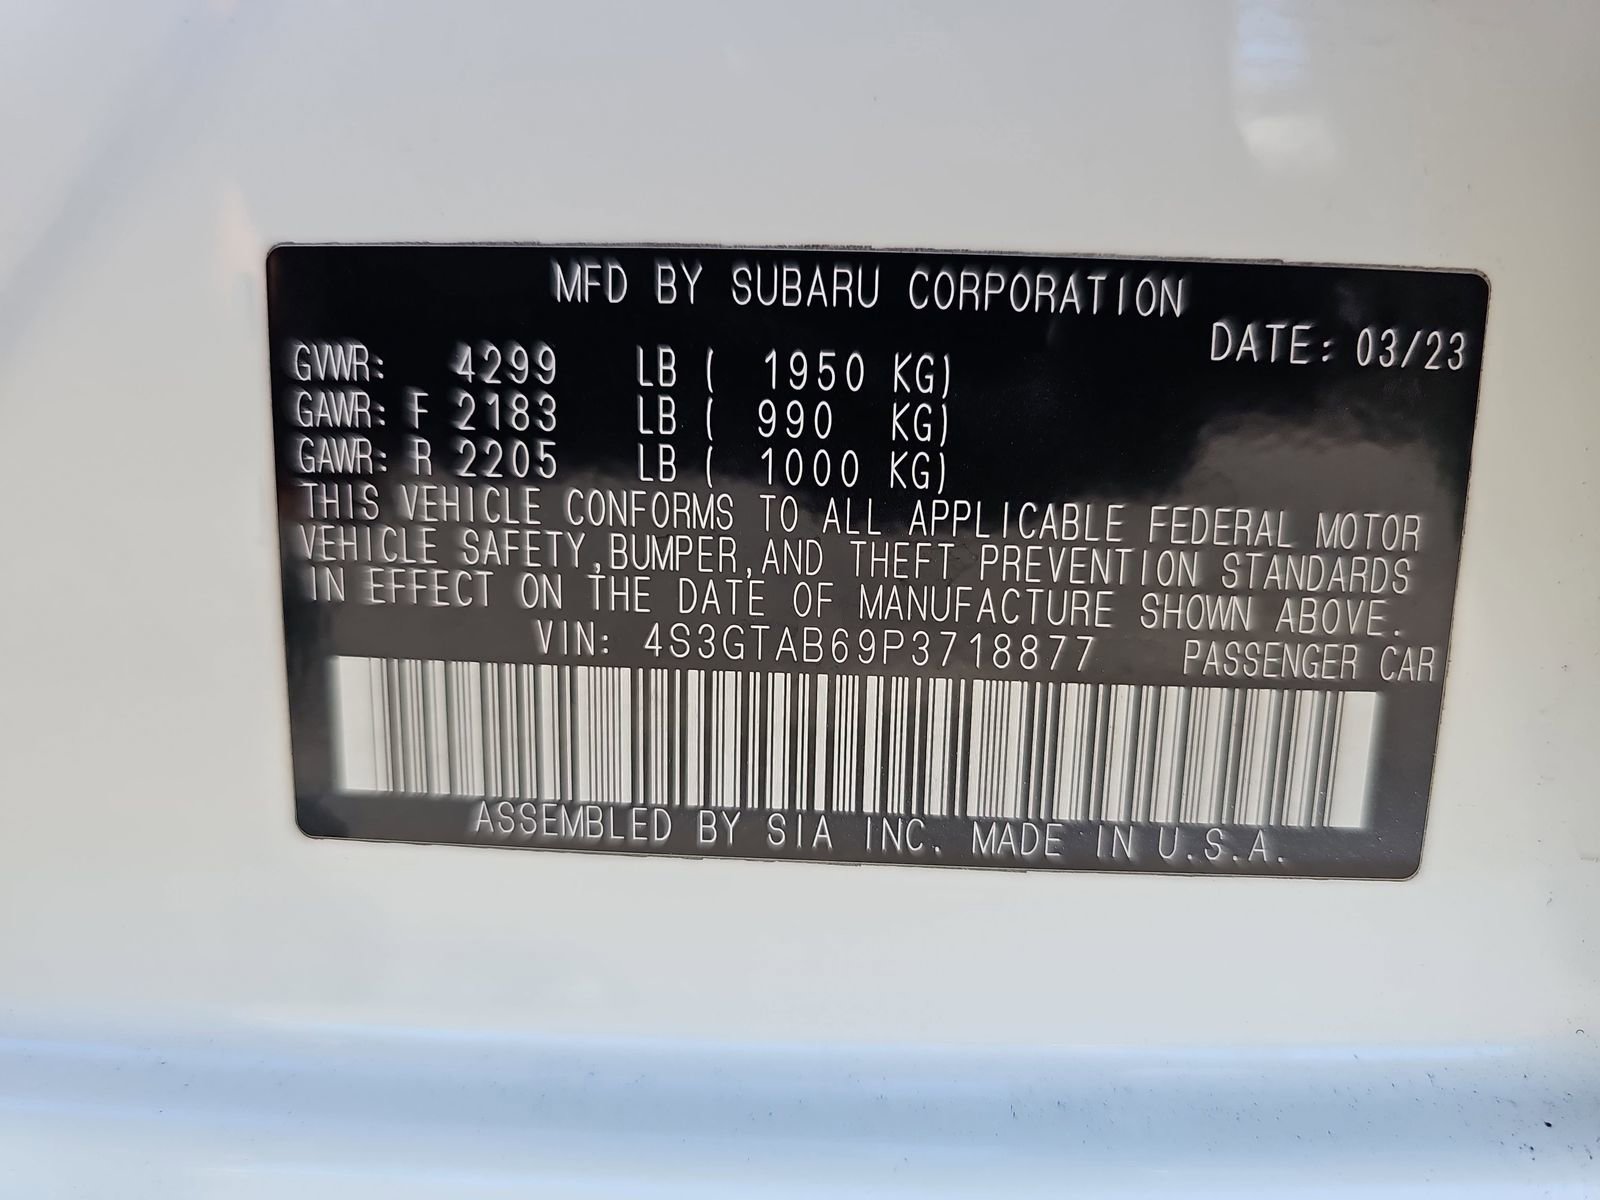 MFD BY SUBARU CORPORATION
DATE: 03/23
GVWR: 4299 LB ( 1950 KG)
GAWR: F 2183 LB ( 990 KG)
GAWR: R 2205 LB ( 1000 KG)
THIS VEHICLE CONFORMS TO ALL APPLICABLE FEDERAL MOTOR
VEHICLE SAFETY, BUMPER, AND THEFT PREVENTION STANDARDS
IN EFFECT ON THE DATE OF MANUFACTURE SHOWN ABOVE.
VIN: 4S3GTAB69P3718877 PASSENGER CAR
ASSEMBLED BY SIA INC. MADE IN U.S.A.